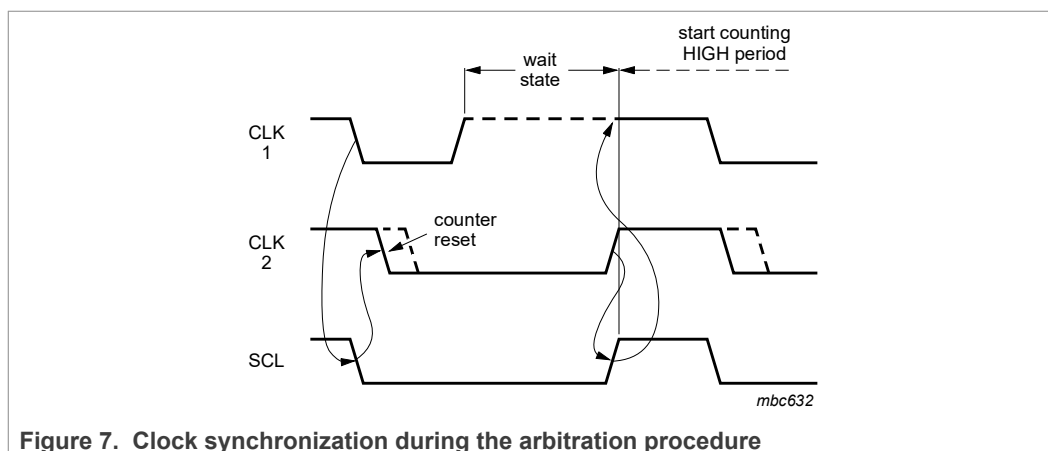 start counting
HIGH period
wait
state
CLK
1
counter
reset
CLK
2
SCL
mbc632
Figure 7. Clock synchronization during the arbitration procedure